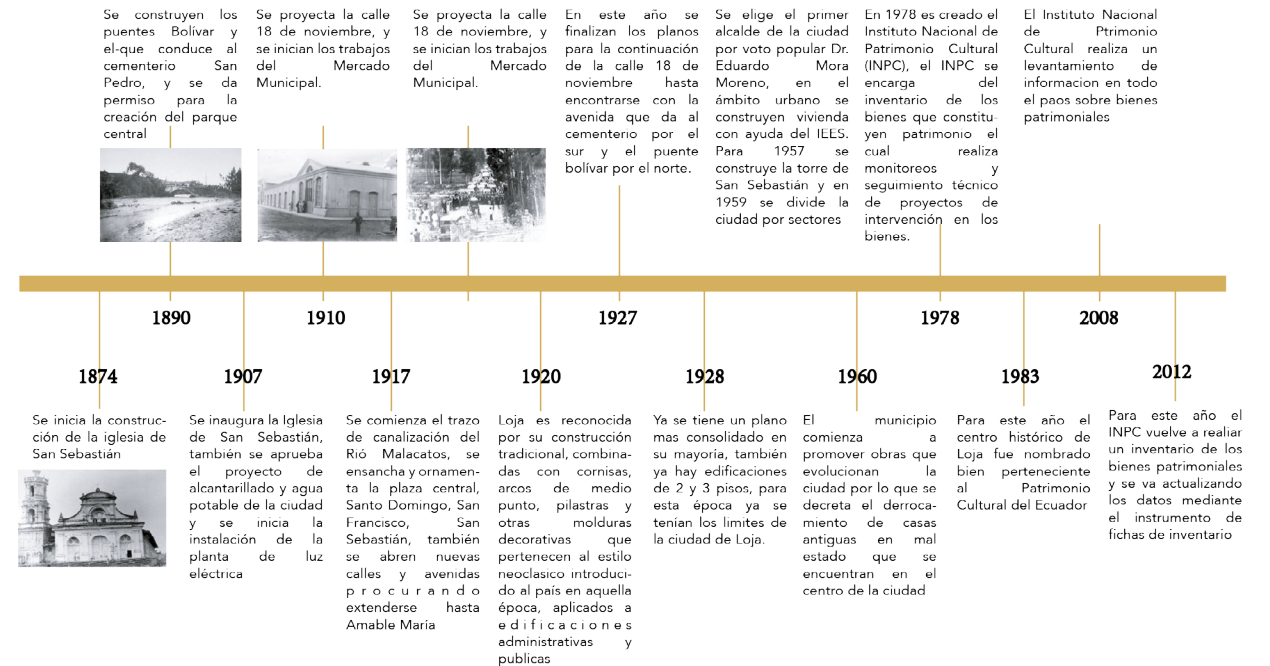 Se construyen los
puentes Bolívar y
el-que conduce al
cementerio San
Pedro, y se da
permiso para la
creación del parque
central
Se proyecta la calle
18 de noviembre, y
se inician los trabajos
del Mercado
Municipal.
Se proyecta la calle
18 de noviembre, y
se inician los trabajos
del Mercado
Municipal.
En este año se
finalizan los planos
para la continuación
de la calle 18 de
noviembre hasta
encontrarse con la
avenida que da al
cementerio por el
sur y el puente
bolívar por el norte.
Se elige el primer
alcalde de la ciudad
por voto popular Dr.
Eduardo Mora
Moreno, en el
ámbito urbano se
construyen vivienda
con ayuda del IEES.
Para 1957 se
construye la torre de
San Sebastián y en
1959 se divide la
ciudad por sectores
En 1978 es creado el
Instituto Nacional de
Patrimonio Cultural
(INPC), el INPC se
encarga del
inventario de los
bienes que constitu-
yen patrimonio el
cual realiza
monitoreos y
seguimiento técnico
de proyectos de
intervención en los
bienes.
El Instituto Nacional
de Ptrimonio
Cultural realiza un
levantamiento de
informacion en todo
el paos sobre bienes
patrimoniales
1890
1910
1927
1978
2008
1874
1907
1917
1920
1928
1960
1983
2012
Se inicia la construc-
ción de la iglesia de
San Sebastián
Se inaugura la Iglesia
de San Sebastián,
también se aprueba
el proyecto de
alcantarillado y agua
potable de la ciudad
y se inicia la
instalación de la
planta de luz
eléctrica
Se comienza el trazo
de canalización del
Rió Malacatos, se
ensancha y ornamen-
ta la plaza central,
Santo Domingo, San
Francisco, San
Sebastián, también
se abren nuevas
calles y avenidas
procurando
extenderse hasta
Amable María
Loja es reconocida
por su construcción
tradicional, combina-
das con cornisas,
arcos de medio
punto, pilastras y
otras molduras
decorativas que
pertenecen al estilo
neoclasico introduci-
do al país en aquella
época, aplicados a
edificaciones
administrativas y
publicas
Ya se tiene un plano
mas consolidado en
su mayoría, también
ya hay edificaciones
de 2 y 3 pisos, para
esta época ya se
tenían los limites de
la ciudad de Loja.
El municipio
comienza a
promover obras que
evolucionan la
ciudad por lo que se
decreta el derroca-
miento de casas
antiguas en mal
estado que se
encuentran en el
centro de la ciudad
Para este año el
centro histórico de
Loja fue nombrado
bien perteneciente
al Patrimonio
Cultural del Ecuador
Para este año el
INPC vuelve a realiar
un inventario de los
bienes patrimoniales
y se va actualizando
los datos mediante
el instrumento de
fichas de inventario